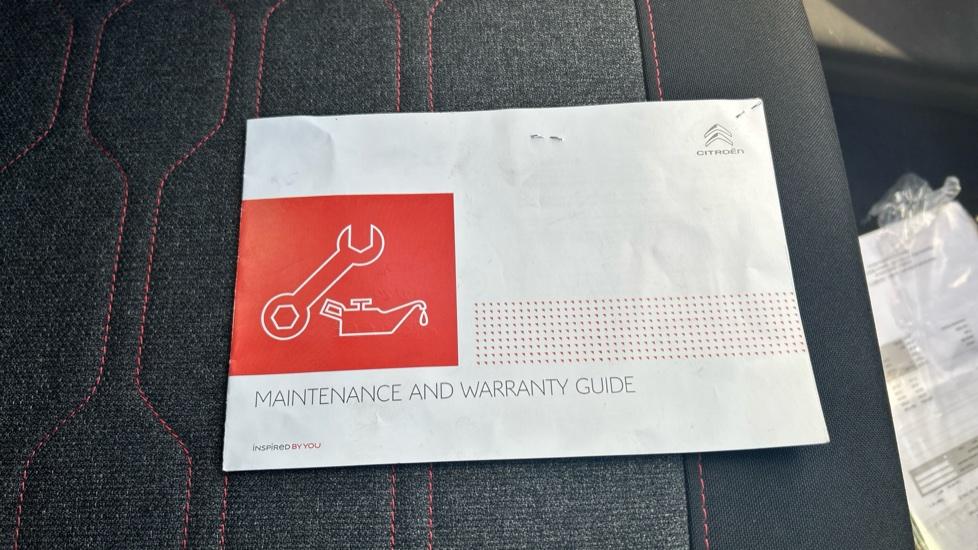 CITROËN
MAINTENANCE AND WARRANTY GUIDE
INSPIRED BY YOU